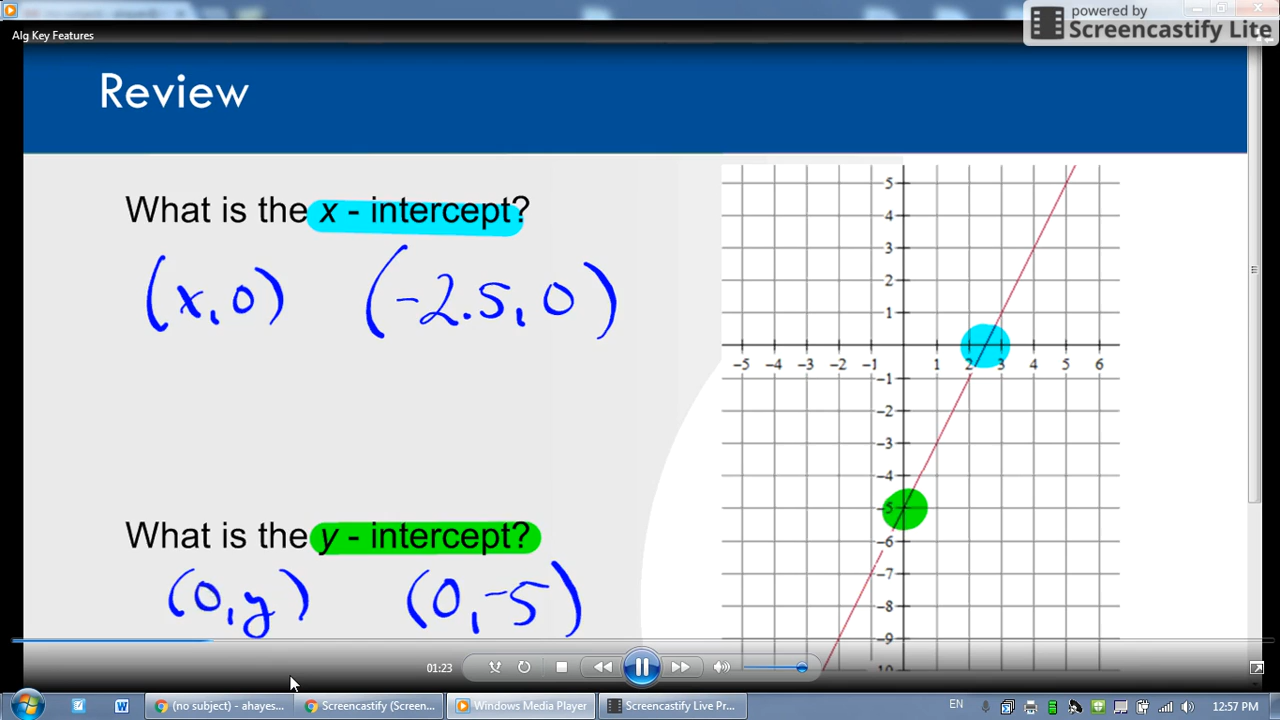 powered by
Screencastify Lite
Alg Key Features
Review
What is the x - intercept?
(x,0) (-2.5,0)
What is the y - intercept?
(0,y) (0,-5)
5
4
3
2
1
-5 -4 -3 -2 -1 1 2 3 4 5 6
-1
-2
-3
-4
-5
-6
-7
-8
-9
10
01:23
(no subject) - ahayes...
Screencastify (Screen...
Windows Media Player
Screencastify Live Pr...
EN
12:57 PM